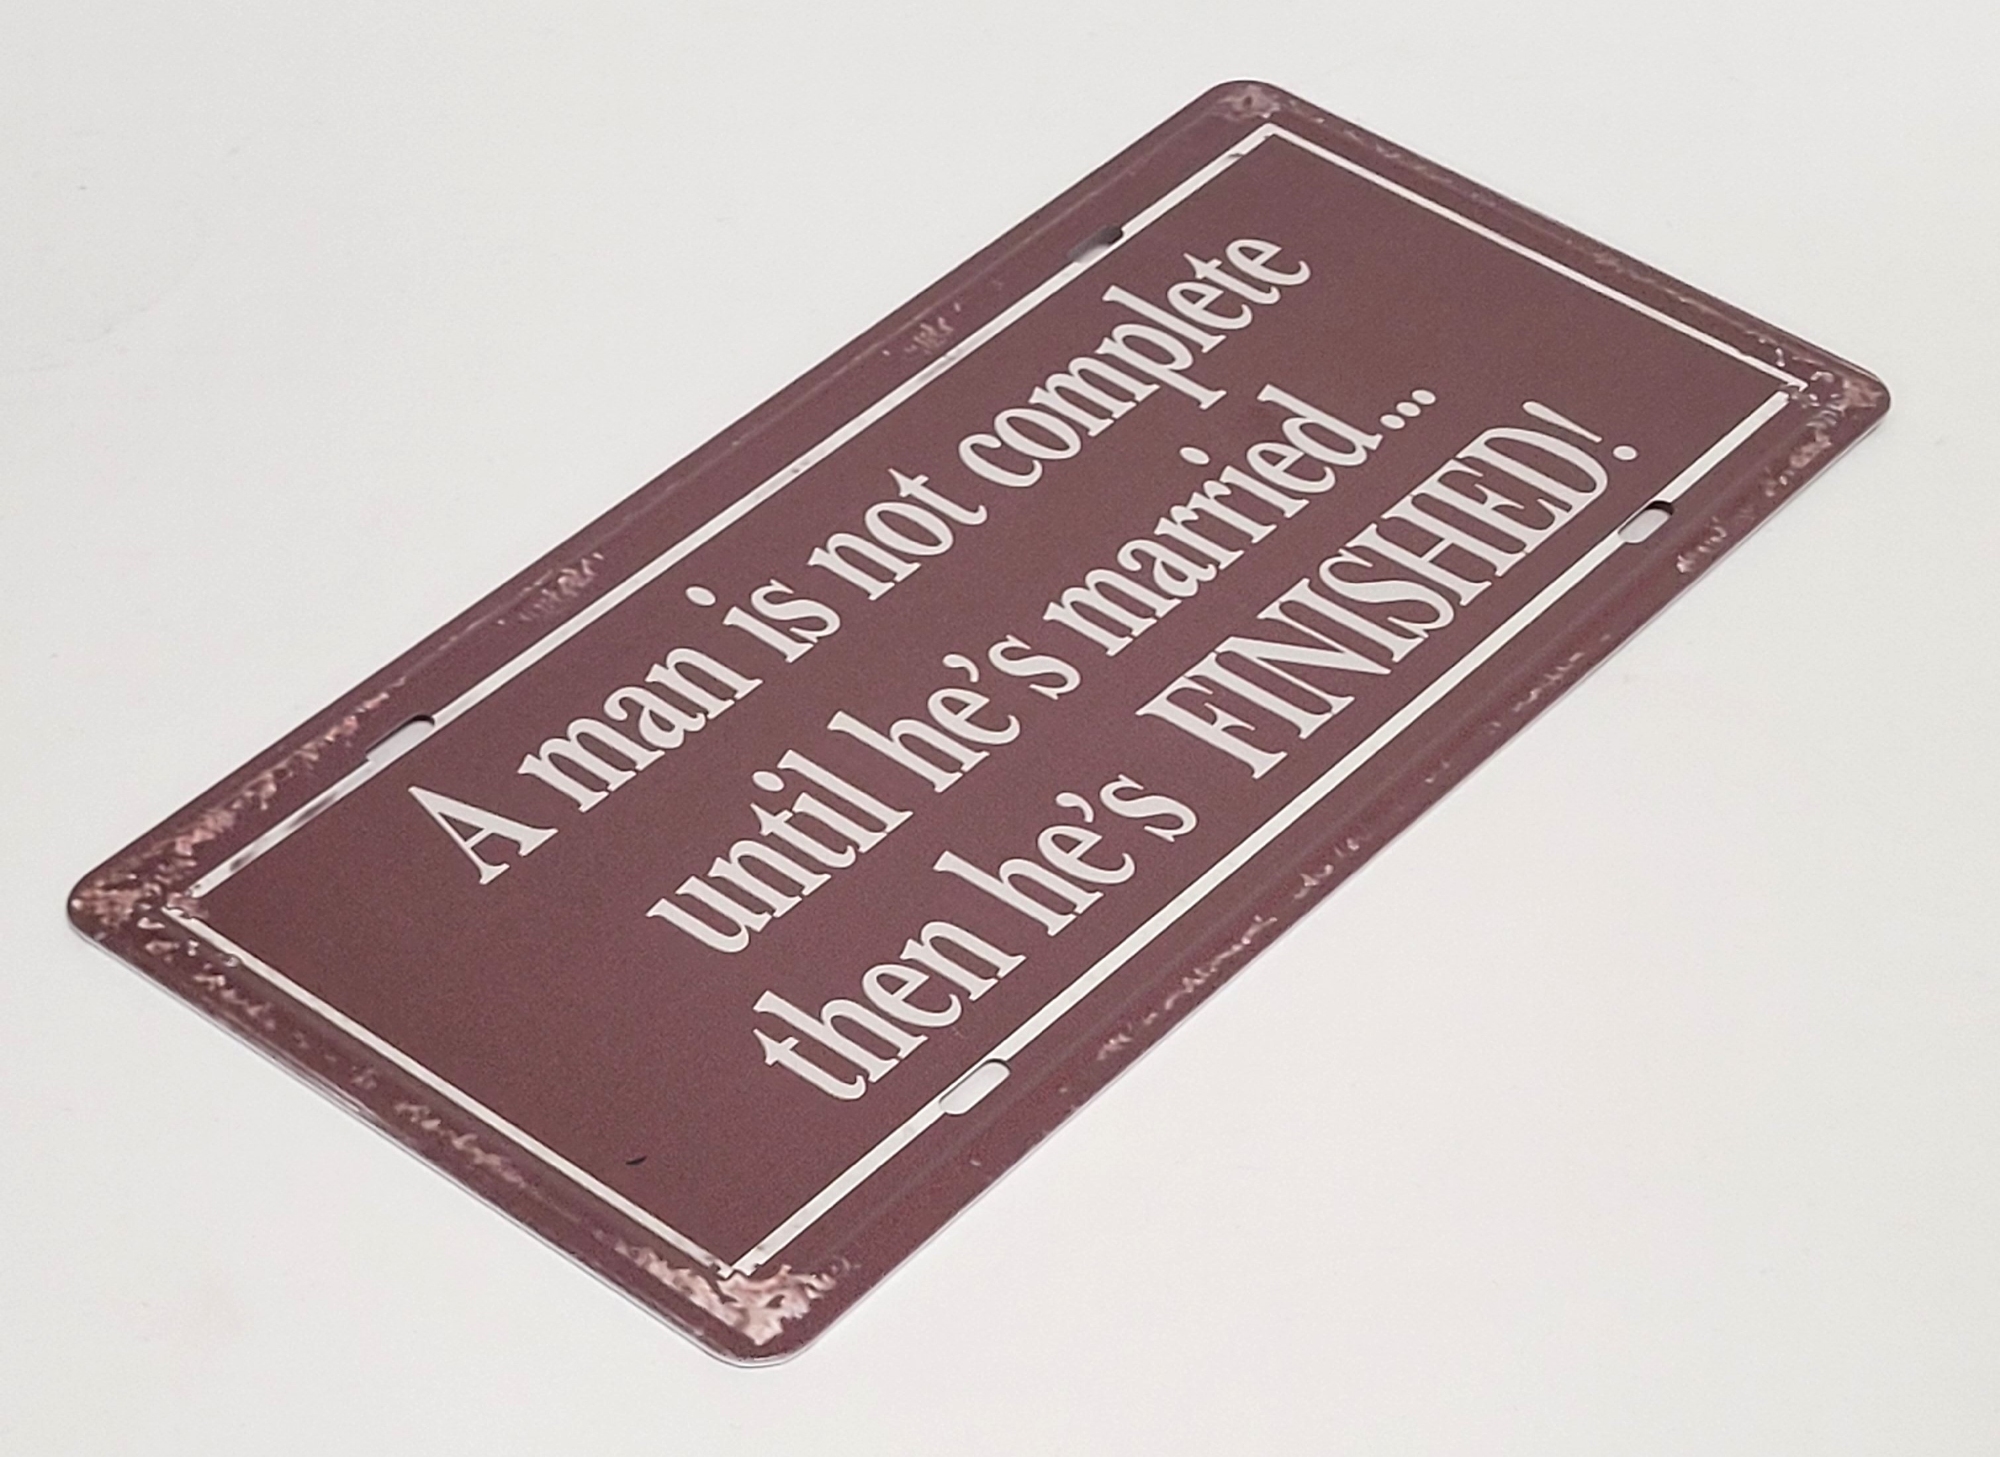 A man is not complete
until he's married...
then he's FINISHED!